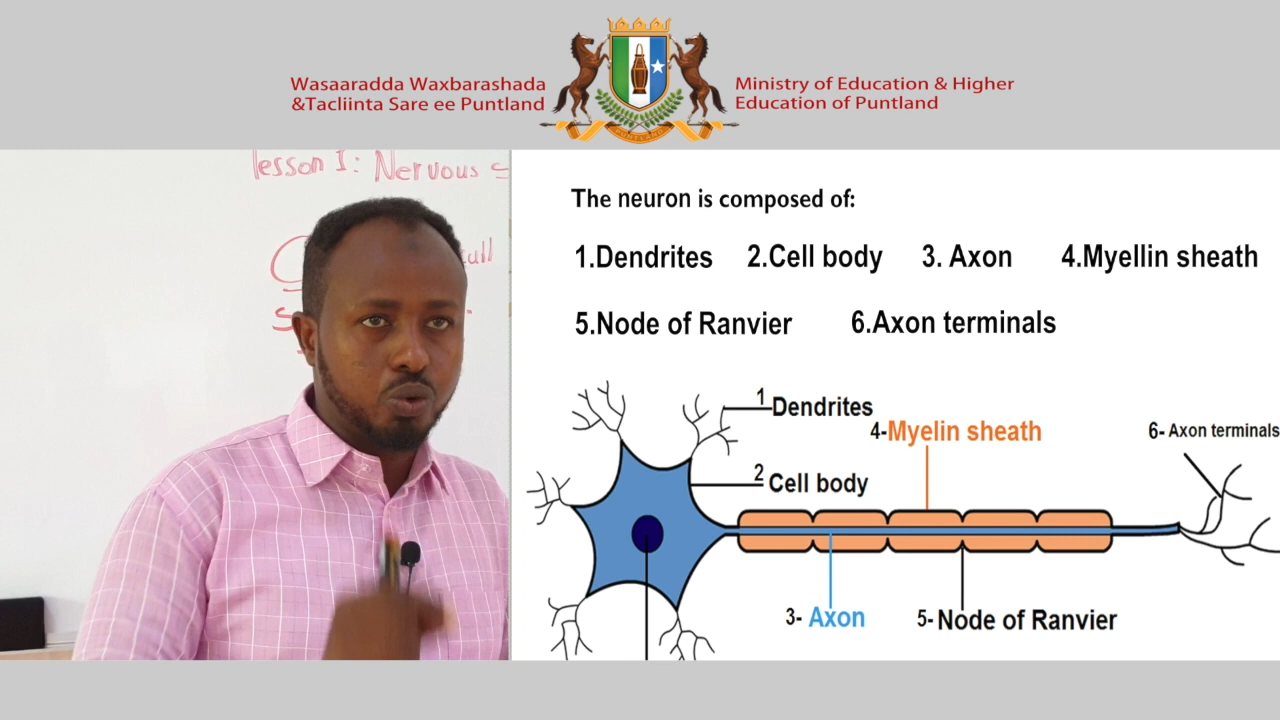 Wasaaradda Waxbarashada
&Tacliinta Sare ee Puntland
Ministry of Education & Higher
Education of Puntland
PUNTLAND
lesson I: Nervous
The neuron is composed of:
1.Dendrites 2.Cell body 3. Axon 4.Myellin sheath
5.Node of Ranvier 6.Axon terminals
1 Dendrites
4-Myelin sheath
6- Axon terminals
2 Cell body
3- Axon
5- Node of Ranvier